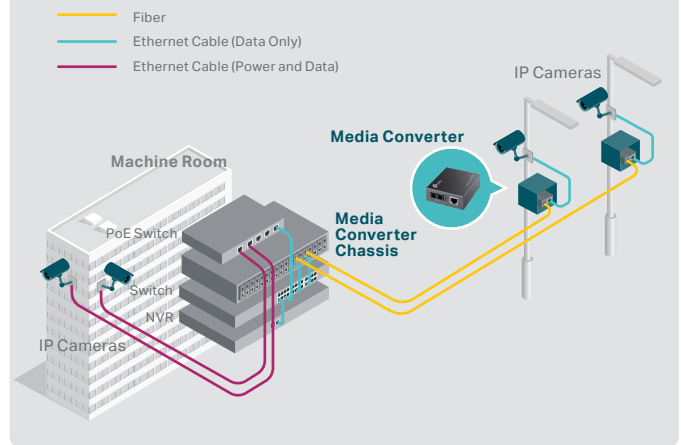 Fiber
Ethernet Cable (Data Only)
Ethernet Cable (Power and Data)
IP Cameras
Media Converter
Machine Room
PoE Switch
Media
Converter
Chassis
Switch
NVR
IP Cameras